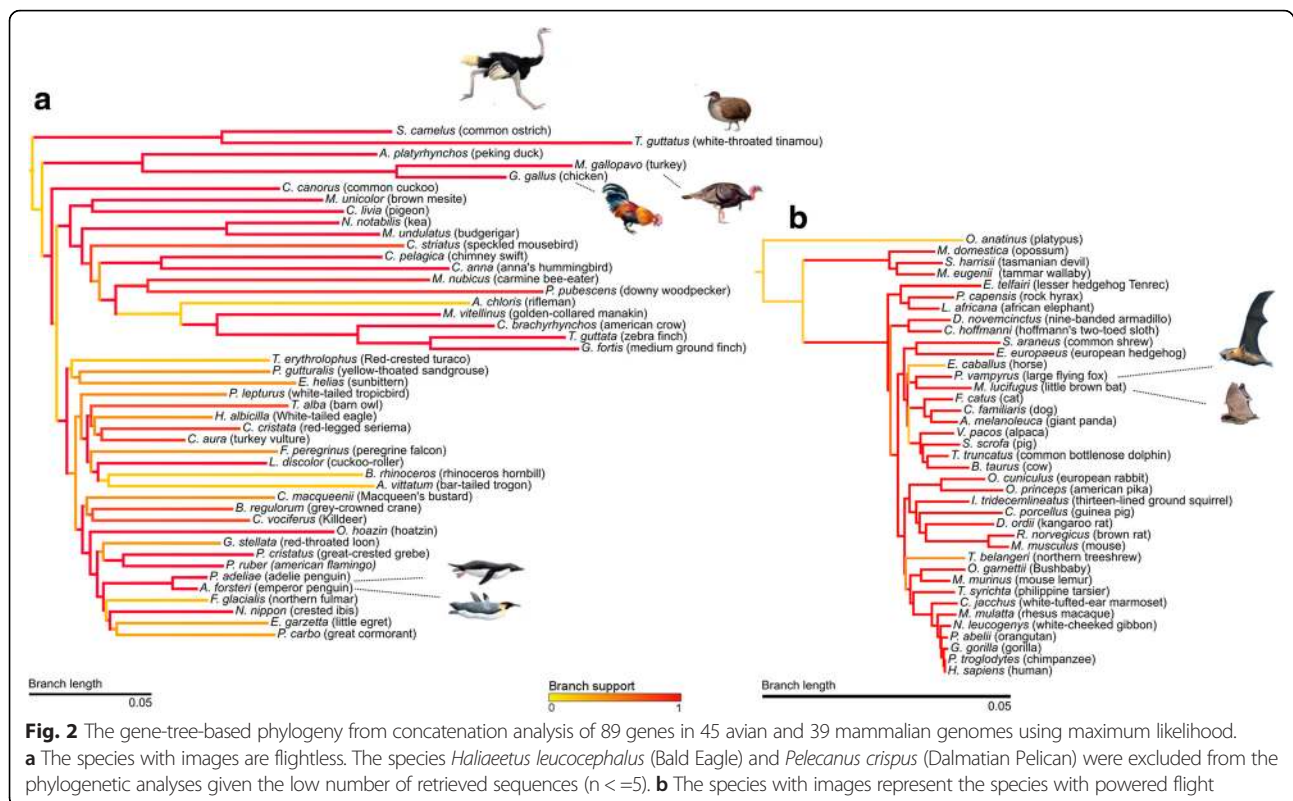 a
S. camelus (common ostrich)
T. guttatus (white-throated tinamou)
A. platyrhynchos (peking duck)
M. gallopavo (turkey)
G. gallus (chicken)
C. canorus (common cuckoo)
M. unicolor (brown mesite)
C. livia (pigeon)
N. notabilis (kea)
M. undulatus (budgerigar)
C. striatus (speckled mousebird)
C. pelagica (chimney swift)
C. anna (anna's hummingbird)
M. nubicus (carmine bee-eater)
P. pubescens (downy woodpecker)
A. chloris (rifleman)
M. vitellinus (golden-collared manakin)
C. brachyrhynchos (american crow)
T. guttata (zebra finch)
G. fortis (medium ground finch)
T. erythrolophus (Red-crested turaco)
P. gutturalis (yellow-thoated sandgrouse)
E. helias (sunbittern)
P. lepturus (white-tailed tropicbird)
T. alba (barn owl)
H. albicilla (White-tailed eagle)
C. cristata (red-legged seriema)
C. aura (turkey vulture)
F. peregrinus (peregrine falcon)
L. discolor (cuckoo-roller)
B. rhinoceros (rhinoceros hornbill)
A. vittatum (bar-tailed trogon)
C. macqueenii (Macqueen's bustard)
B. regulorum (grey-crowned crane)
C. vociferus (Killdeer)
O. hoazin (hoatzin)
G. stellata (red-throated loon)
P. cristatus (great-crested grebe)
P. ruber (american flamingo)
P. adeliae (adelie penguin)
A. forsteri (emperor penguin)
F. glacialis (northern fulmar)
N. nippon (crested ibis)
E. garzetta (little egret)
P. carbo (great cormorant)
Branch length
0.05
Branch support
0 1
b
O. anatinus (platypus)
M. domestica (opossum)
S. harrisii (tasmanian devil)
M. eugenii (tammar wallaby)
E. telfairi (lesser hedgehog Tenrec)
P. capensis (rock hyrax)
L. africana (african elephant)
D. novemcinctus (nine-banded armadillo)
C. hoffmanni (hoffmann's two-toed sloth)
S. araneus (common shrew)
E. europaeus (european hedgehog)
E. caballus (horse)
P. vampyrus (large flying fox)
M. lucifugus (little brown bat)
F. catus (cat)
C. familiaris (dog)
A. melanoleuca (giant panda)
V. pacos (alpaca)
S. scrofa (pig)
T. truncatus (common bottlenose dolphin)
B. taurus (cow)
O. cuniculus (european rabbit)
O. princeps (american pika)
I. tridecemlineatus (thirteen-lined ground squirrel)
C. porcellus (guinea pig)
D. ordii (kangaroo rat)
R. norvegicus (brown rat)
M. musculus (mouse)
T. belangeri (northern treeshrew)
O. garnettii (Bushbaby)
M. murinus (mouse lemur)
T. syrichta (philippine tarsier)
C. jacchus (white-tufted-ear marmoset)
M. mulatta (rhesus macaque)
N. leucogenys (white-cheeked gibbon)
P. abelii (orangutan)
G. gorilla (gorilla)
P. troglodytes (chimpanzee)
H. sapiens (human)
Branch length
0.05
Fig. 2 The gene-tree-based phylogeny from concatenation analysis of 89 genes in 45 avian and 39 mammalian genomes using maximum likelihood.
a The species with images are flightless. The species Haliaeetus leucocephalus (Bald Eagle) and Pelecanus crispus (Dalmatian Pelican) were excluded from the
phylogenetic analyses given the low number of retrieved sequences (n < =5). b The species with images represent the species with powered flight